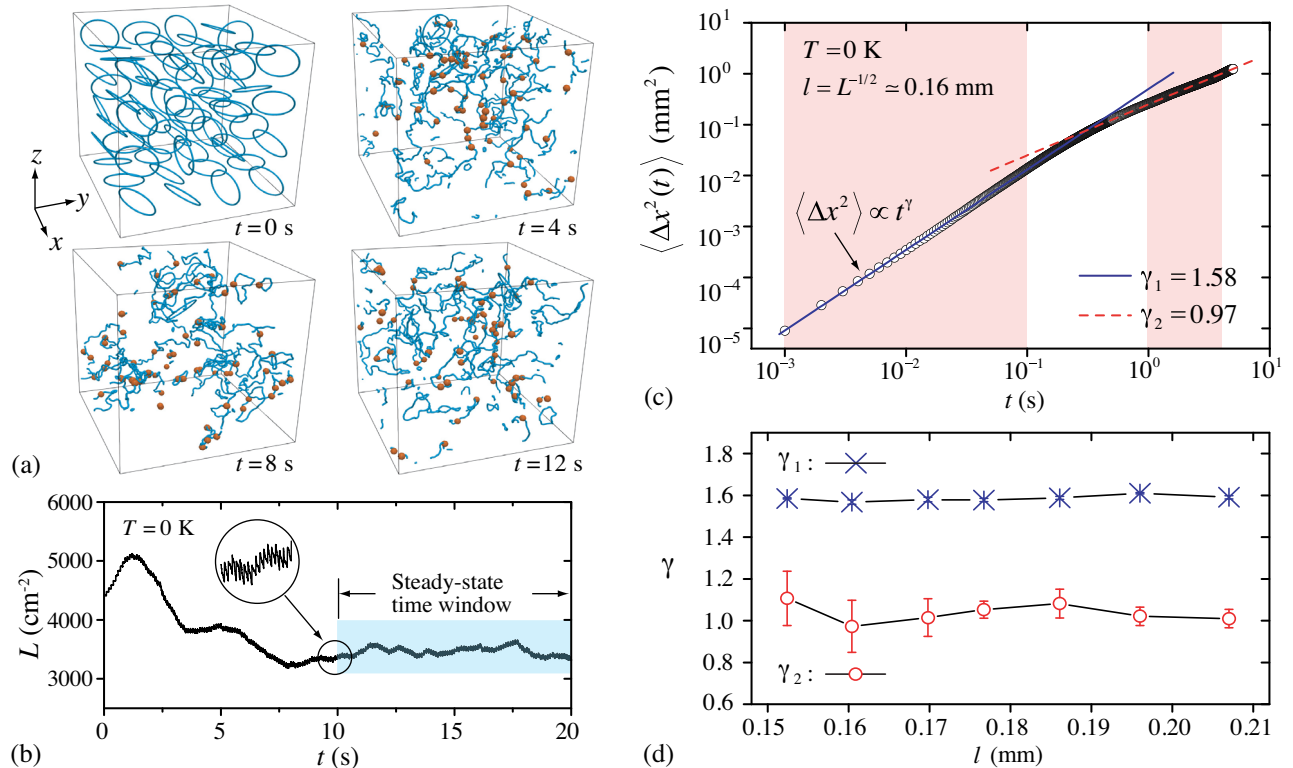 z
y
x
t = 0 s
t = 4 s
t = 8 s
t = 12 s
(a)
6000
5000
4000
3000
L (cm⁻²)
T = 0 K
Steady-state
time window
0
5
10
15
20
t (s)
(b)
10¹
10⁰
10⁻¹
10⁻²
10⁻³
10⁻⁴
10⁻⁵
⟨Δx²(t)⟩ (mm²)
T = 0 K
l = L⁻¹/² ≃ 0.16 mm
⟨Δx²⟩ ∝ t^γ
γ₁ = 1.58
γ₂ = 0.97
10⁻³
10⁻²
10⁻¹
10⁰
10¹
t (s)
(c)
1.8
1.6
1.4
1.2
1.0
0.8
0.6
γ
γ₁ :
γ₂ :
0.15
0.16
0.17
0.18
0.19
0.20
0.21
l (mm)
(d)